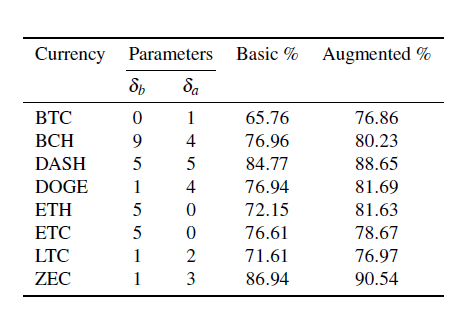 Currency Parameters Basic % Augmented %
δb δa
BTC 0 1 65.76 76.86
BCH 9 4 76.96 80.23
DASH 5 5 84.77 88.65
DOGE 1 4 76.94 81.69
ETH 5 0 72.15 81.63
ETC 5 0 76.61 78.67
LTC 1 2 71.61 76.97
ZEC 1 3 86.94 90.54